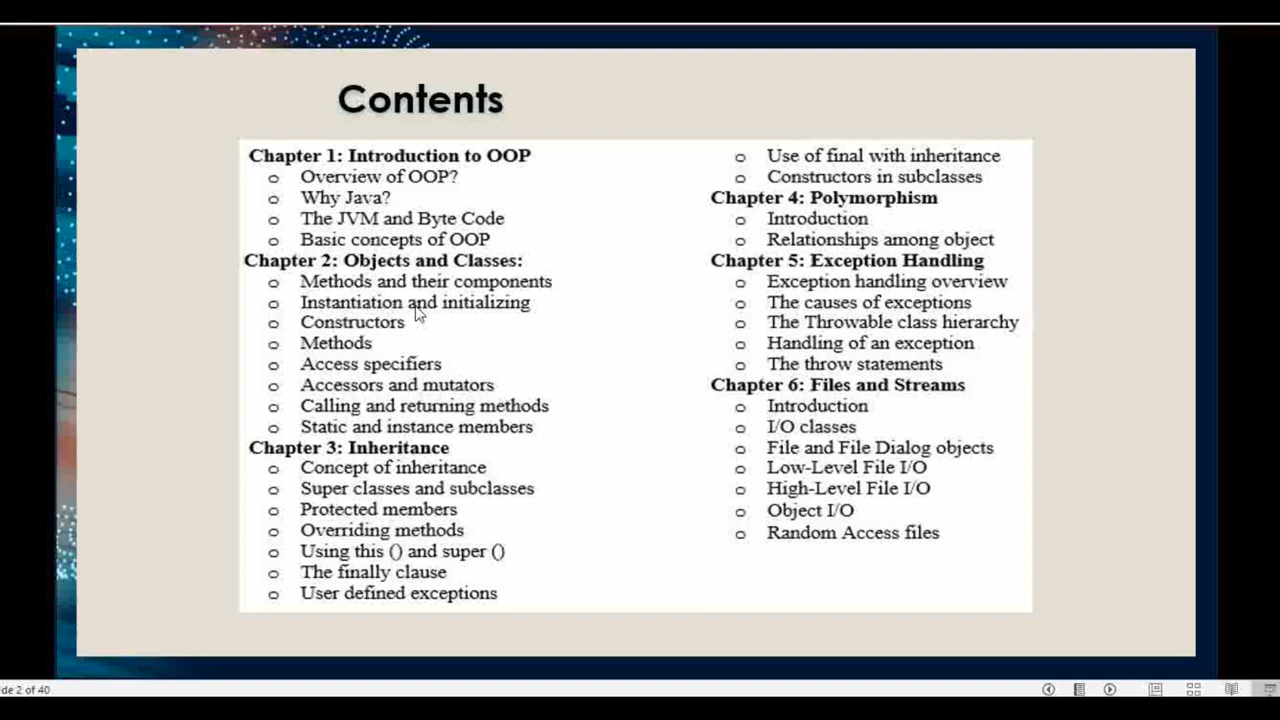 Contents
Chapter 1: Introduction to OOP
o Overview of OOP?
o Why Java?
o The JVM and Byte Code
o Basic concepts of OOP
Chapter 2: Objects and Classes:
o Methods and their components
o Instantiation and initializing
o Constructors
o Methods
o Access specifiers
o Accessors and mutators
o Calling and returning methods
o Static and instance members
Chapter 3: Inheritance
o Concept of inheritance
o Super classes and subclasses
o Protected members
o Overriding methods
o Using this () and super ()
o The finally clause
o User defined exceptions
o Use of final with inheritance
o Constructors in subclasses
Chapter 4: Polymorphism
o Introduction
o Relationships among object
Chapter 5: Exception Handling
o Exception handling overview
o The causes of exceptions
o The Throwable class hierarchy
o Handling of an exception
o The throw statements
Chapter 6: Files and Streams
o Introduction
o I/O classes
o File and File Dialog objects
o Low-Level File I/O
o High-Level File I/O
o Object I/O
o Random Access files
de 2 of 40